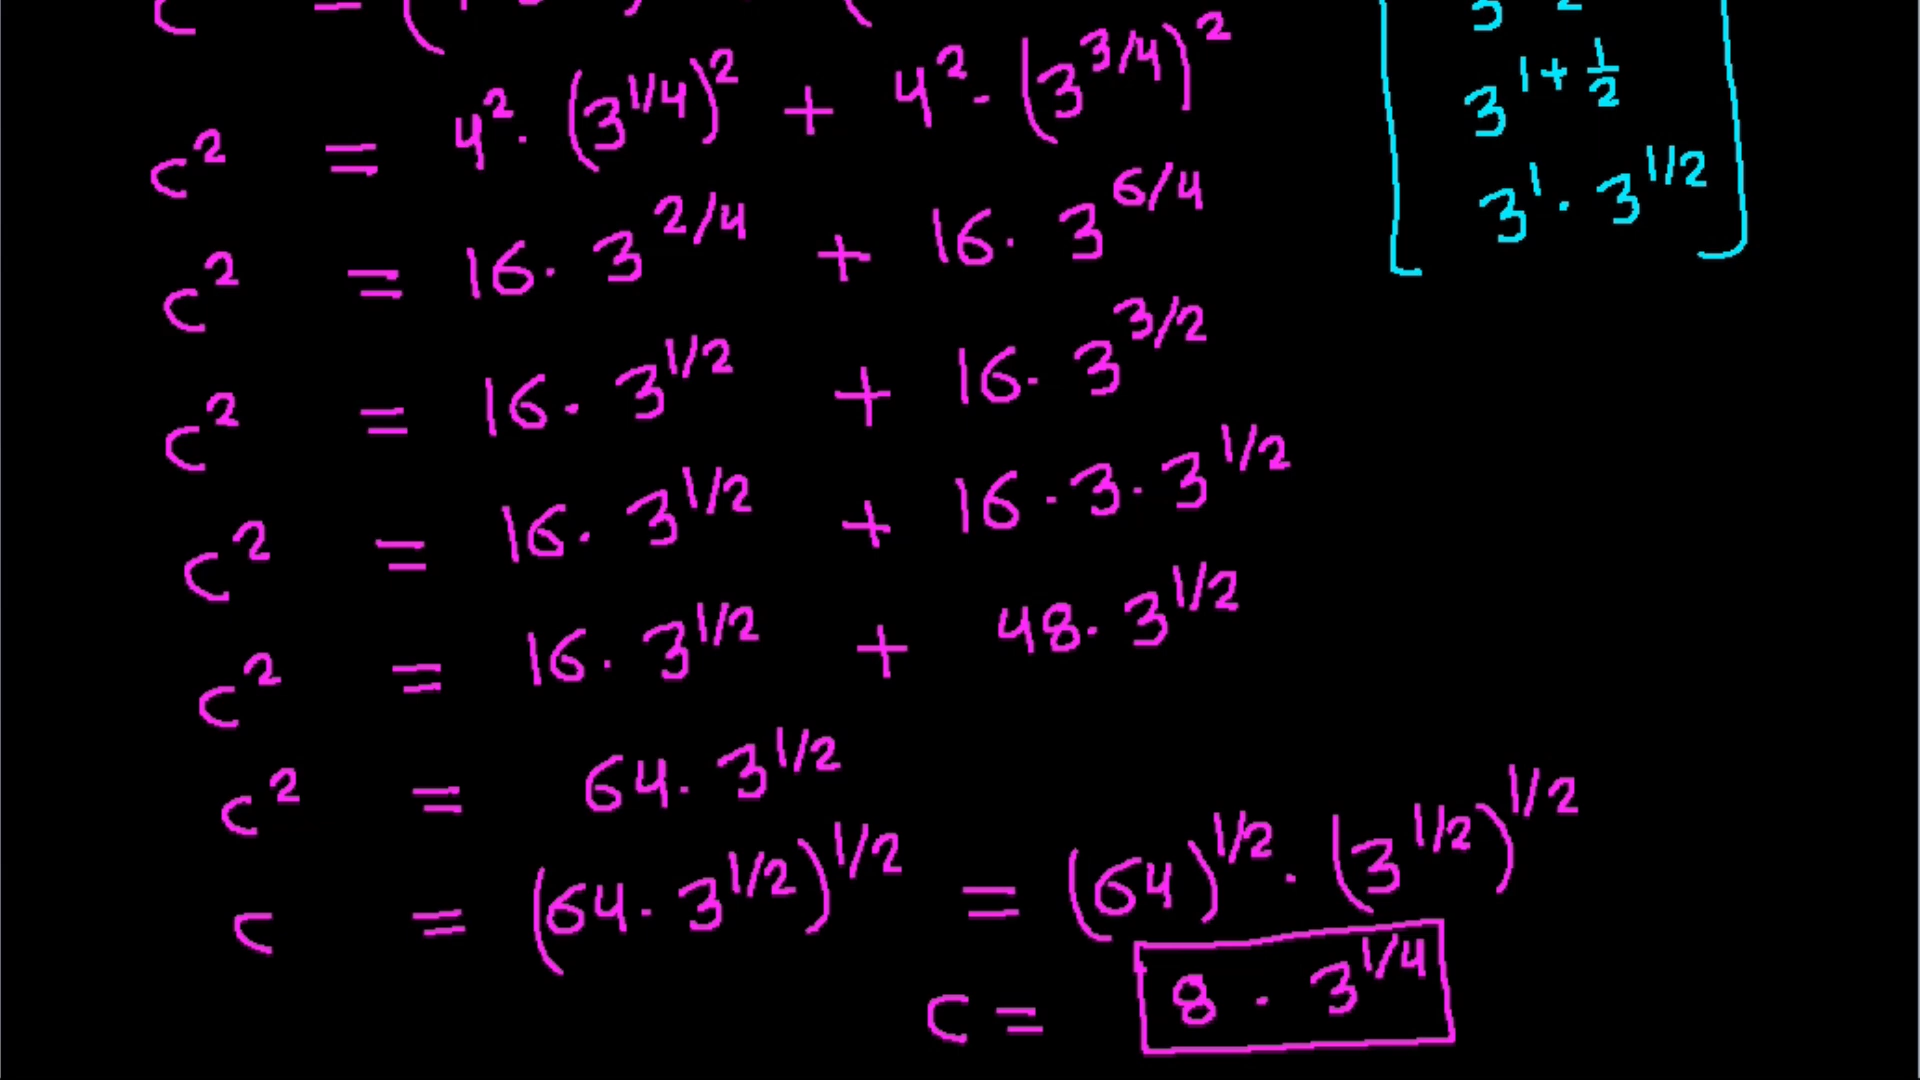 c² = 4² · (3^{1/4})² + 4² · (3^{3/4})²
c² = 16 · 3^{2/4} + 16 · 3^{6/4}
c² = 16 · 3^{1/2} + 16 · 3^{3/2}
c² = 16 · 3^{1/2} + 16 · 3 · 3^{1/2}
c² = 16 · 3^{1/2} + 48 · 3^{1/2}
c² = 64 · 3^{1/2}
c = (64 · 3^{1/2})^{1/2} = (64)^{1/2} · (3^{1/2})^{1/2}
c = 8 · 3^{1/4}
3^{1 + 1/2}
3^1 · 3^{1/2}